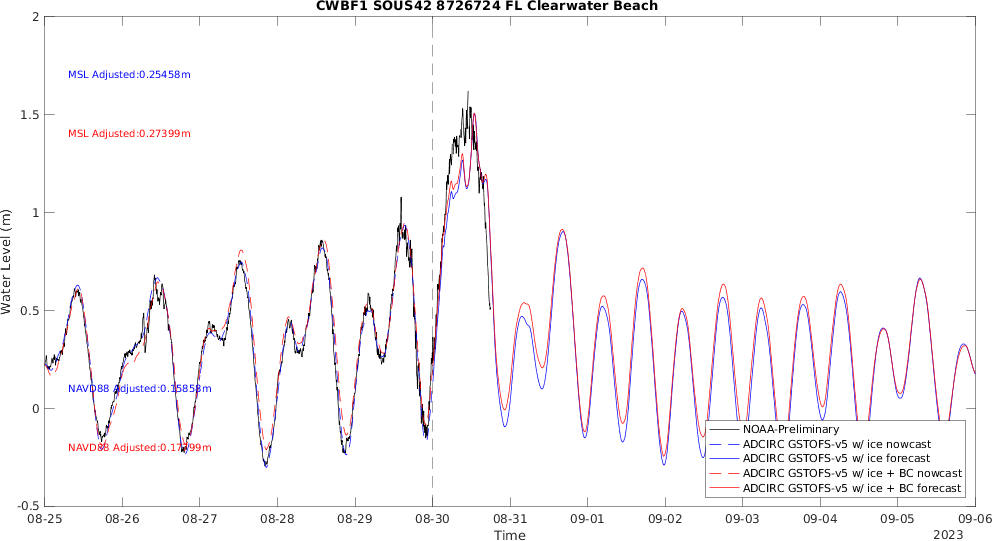 CWBF1 SOUS42 8726724 FL Clearwater Beach
2
1.5
1
0.5
0
-0.5
Water Level (m)
MSL Adjusted:0.25458m
MSL Adjusted:0.27399m
NAVD88 Adjusted:0.15858m
NAVD88 Adjusted:0.17799m
NOAA-Preliminary
ADCIRC GSTOFS-v5 w/ ice nowcast
ADCIRC GSTOFS-v5 w/ ice forecast
ADCIRC GSTOFS-v5 w/ ice + BC nowcast
ADCIRC GSTOFS-v5 w/ ice + BC forecast
08-25 08-26 08-27 08-28 08-29 08-30 08-31 09-01 09-02 09-03 09-04 09-05 09-06
Time
2023